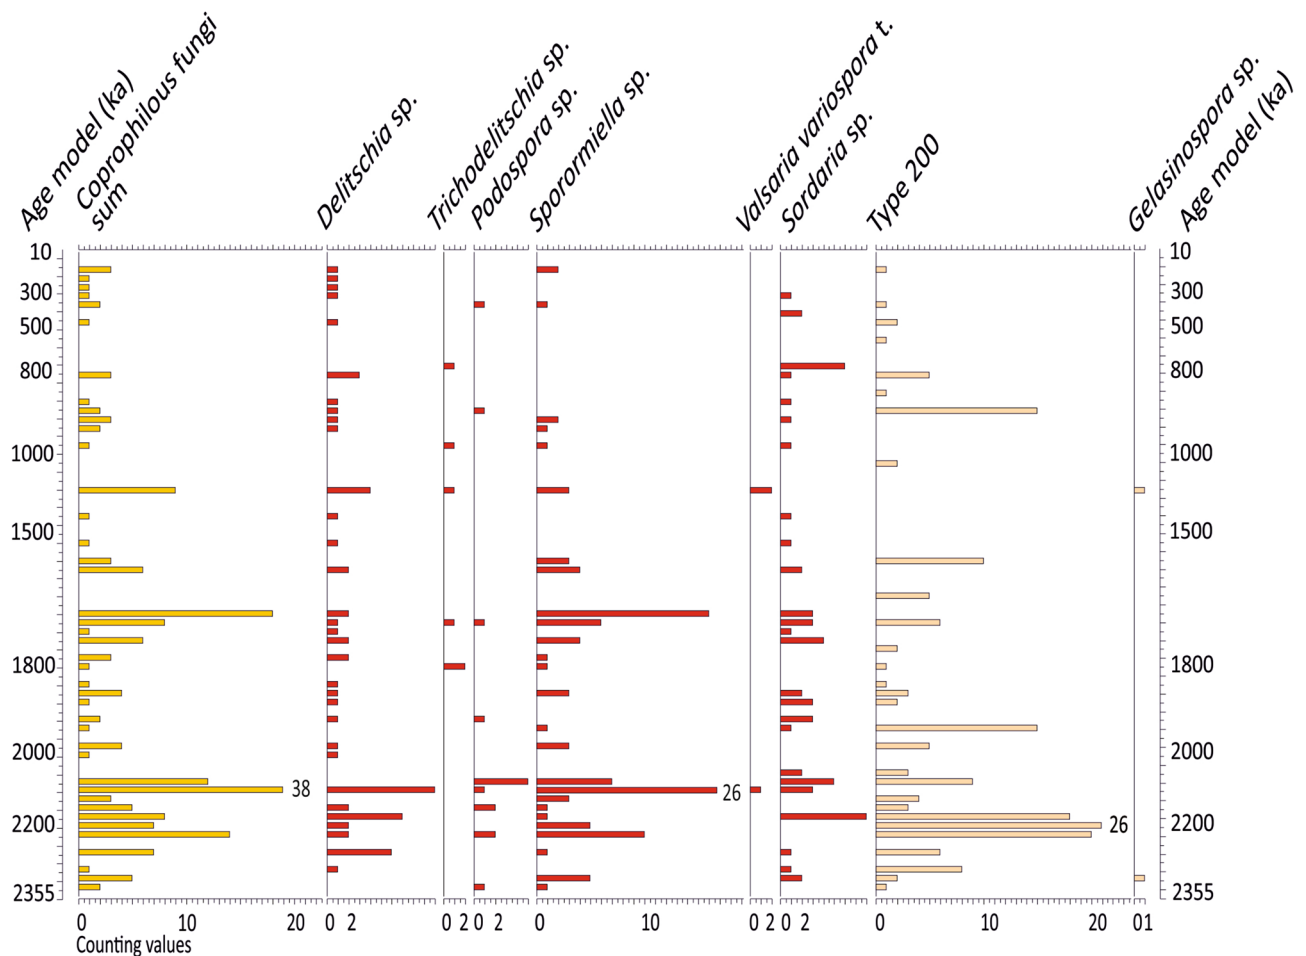 Age model (ka)
Coprophilous fungi
sum
Delitschia sp.
Trichodelitschia sp.
Podospora sp.
Sporormiella sp.
Valsaria variospora t.
Sordaria sp.
Type 200
Gelasinospora sp.
Age model (ka)
10 10
300 300
500 500
800 800
1000 1000
1500 1500
1800 1800
2000 2000
38 26
2200 26 2200
2355 2355
0 10 20 0 2 0 2 0 2 0 10 0 2 0 2 0 10 20 0 1
Counting values